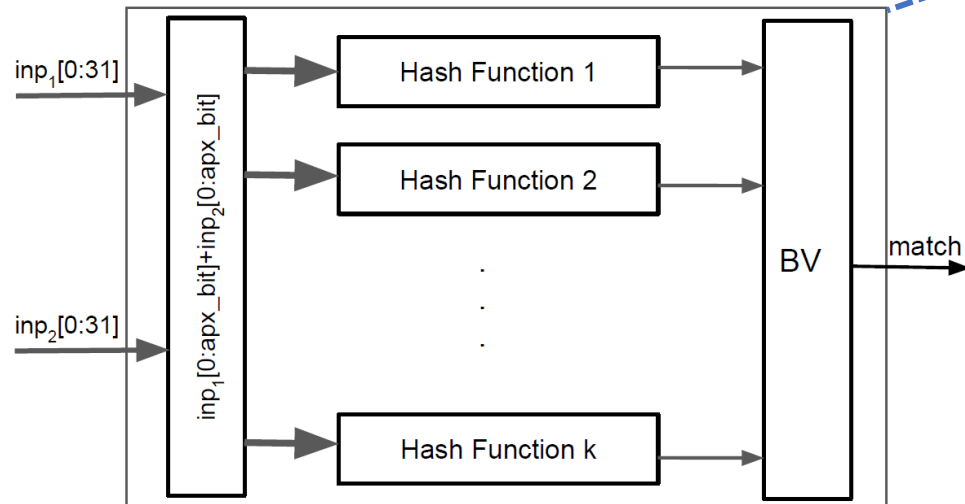 inp₁[0:31]
inp₂[0:31]
inp₁[0:apx_bit]+inp₂[0:apx_bit]
Hash Function 1
Hash Function 2
.
.
.
Hash Function k
BV
match